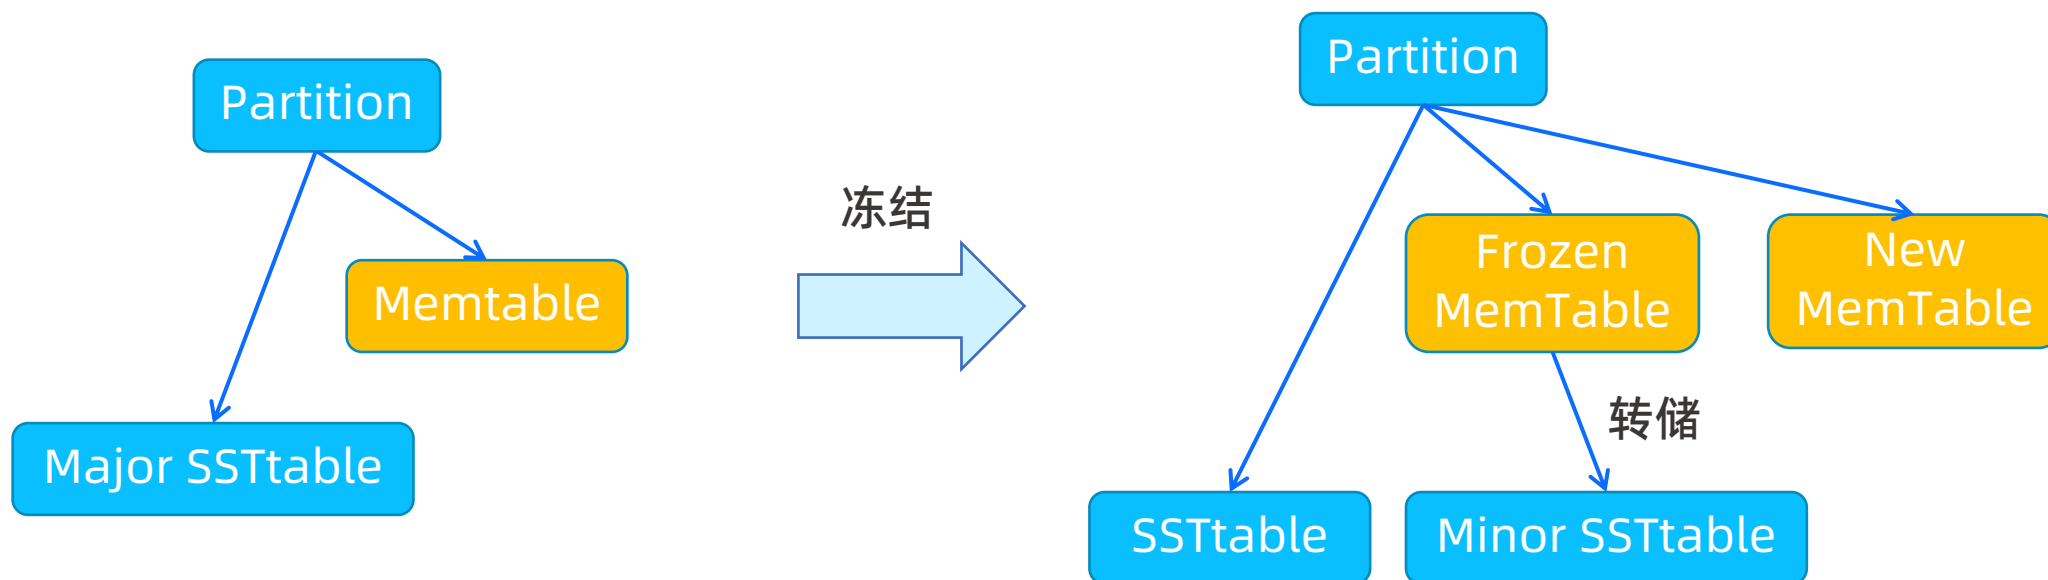 Partition
Memtable
Major SSTtable
冻结
Partition
Frozen
MemTable
New
MemTable
转储
SSTtable
Minor SSTtable